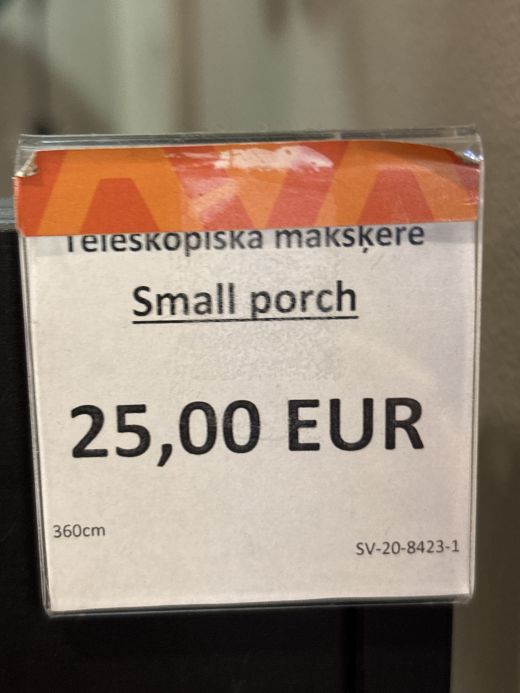 Teleskopiska makšķere
Small porch
25,00 EUR
360cm
SV-20-8423-1